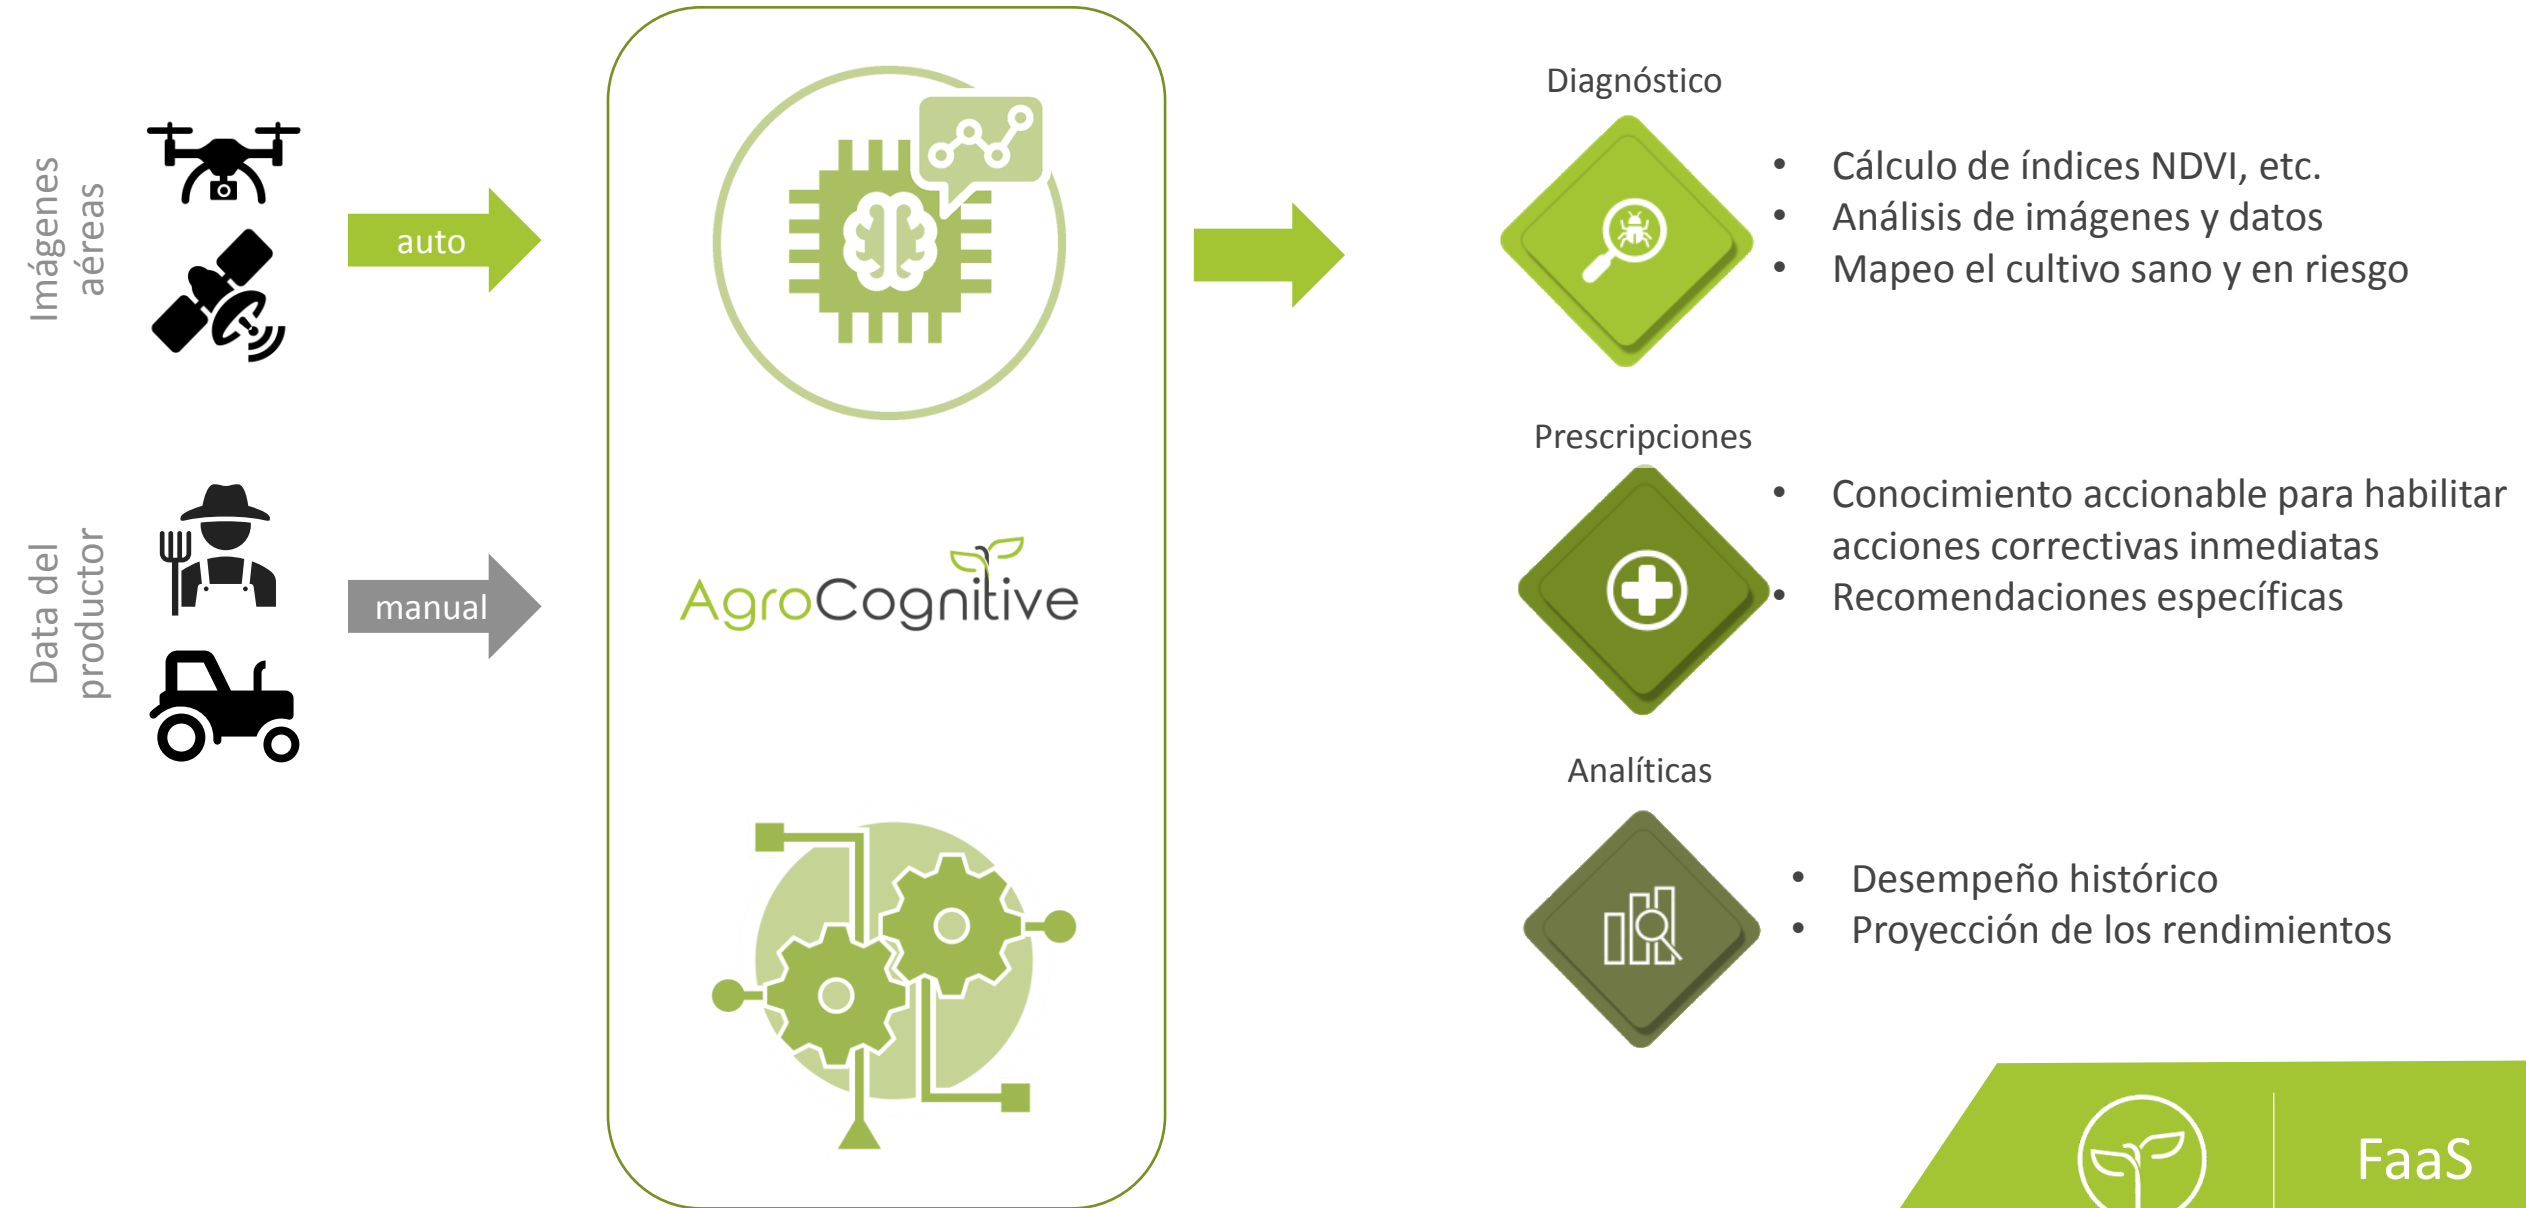 Imágenes
aéreas
auto
Data del
productor
manual
AgroCognitive
Diagnóstico
• Cálculo de índices NDVI, etc.
• Análisis de imágenes y datos
• Mapeo el cultivo sano y en riesgo
Prescripciones
• Conocimiento accionable para habilitar
acciones correctivas inmediatas
• Recomendaciones específicas
Analíticas
• Desempeño histórico
• Proyección de los rendimientos
FaaS